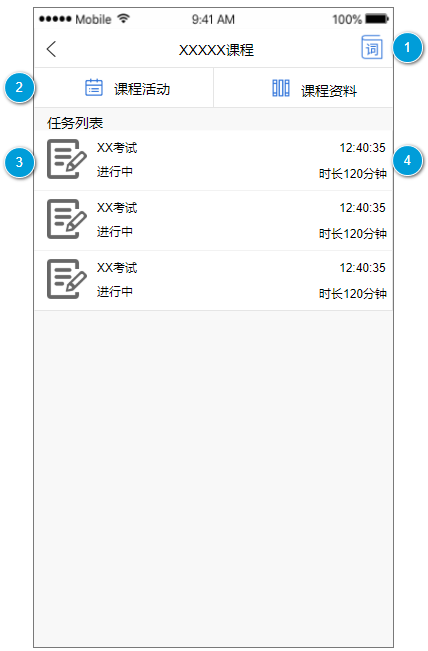 ●●●●● Mobile 9:41 AM 100%
XXXXX课程 词 1
2 课程活动 课程资料
任务列表
XX考试 12:40:35
3 进行中 时长120分钟 4
XX考试 12:40:35
进行中 时长120分钟
XX考试 12:40:35
进行中 时长120分钟